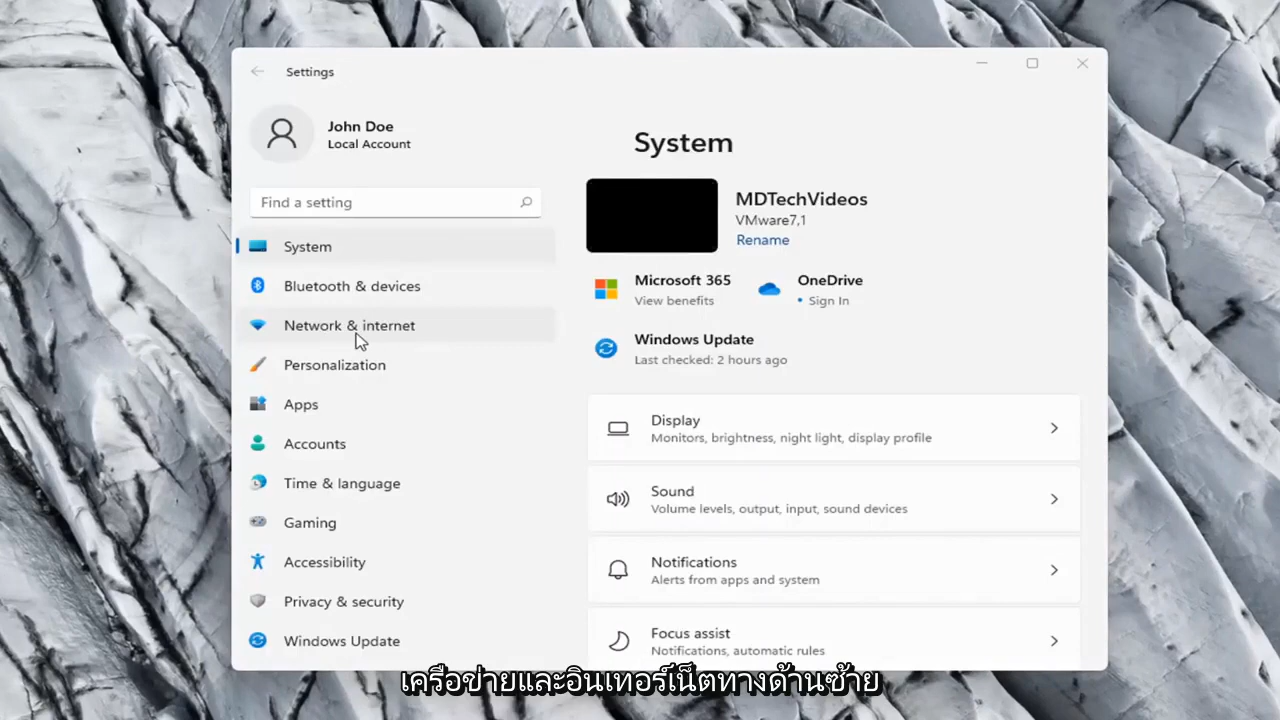 Settings
John Doe
Local Account
Find a setting
System
Bluetooth & devices
Network & internet
Personalization
Apps
Accounts
Time & language
Gaming
Accessibility
Privacy & security
Windows Update
System
MDTechVideos
VMware7,1
Rename
Microsoft 365
View benefits
OneDrive
• Sign In
Windows Update
Last checked: 2 hours ago
Display
Monitors, brightness, night light, display profile
Sound
Volume levels, output, input, sound devices
Notifications
Alerts from apps and system
Focus assist
Notifications, automatic rules
เครือข่ายและอินเทอร์เน็ตทางด้านซ้าย